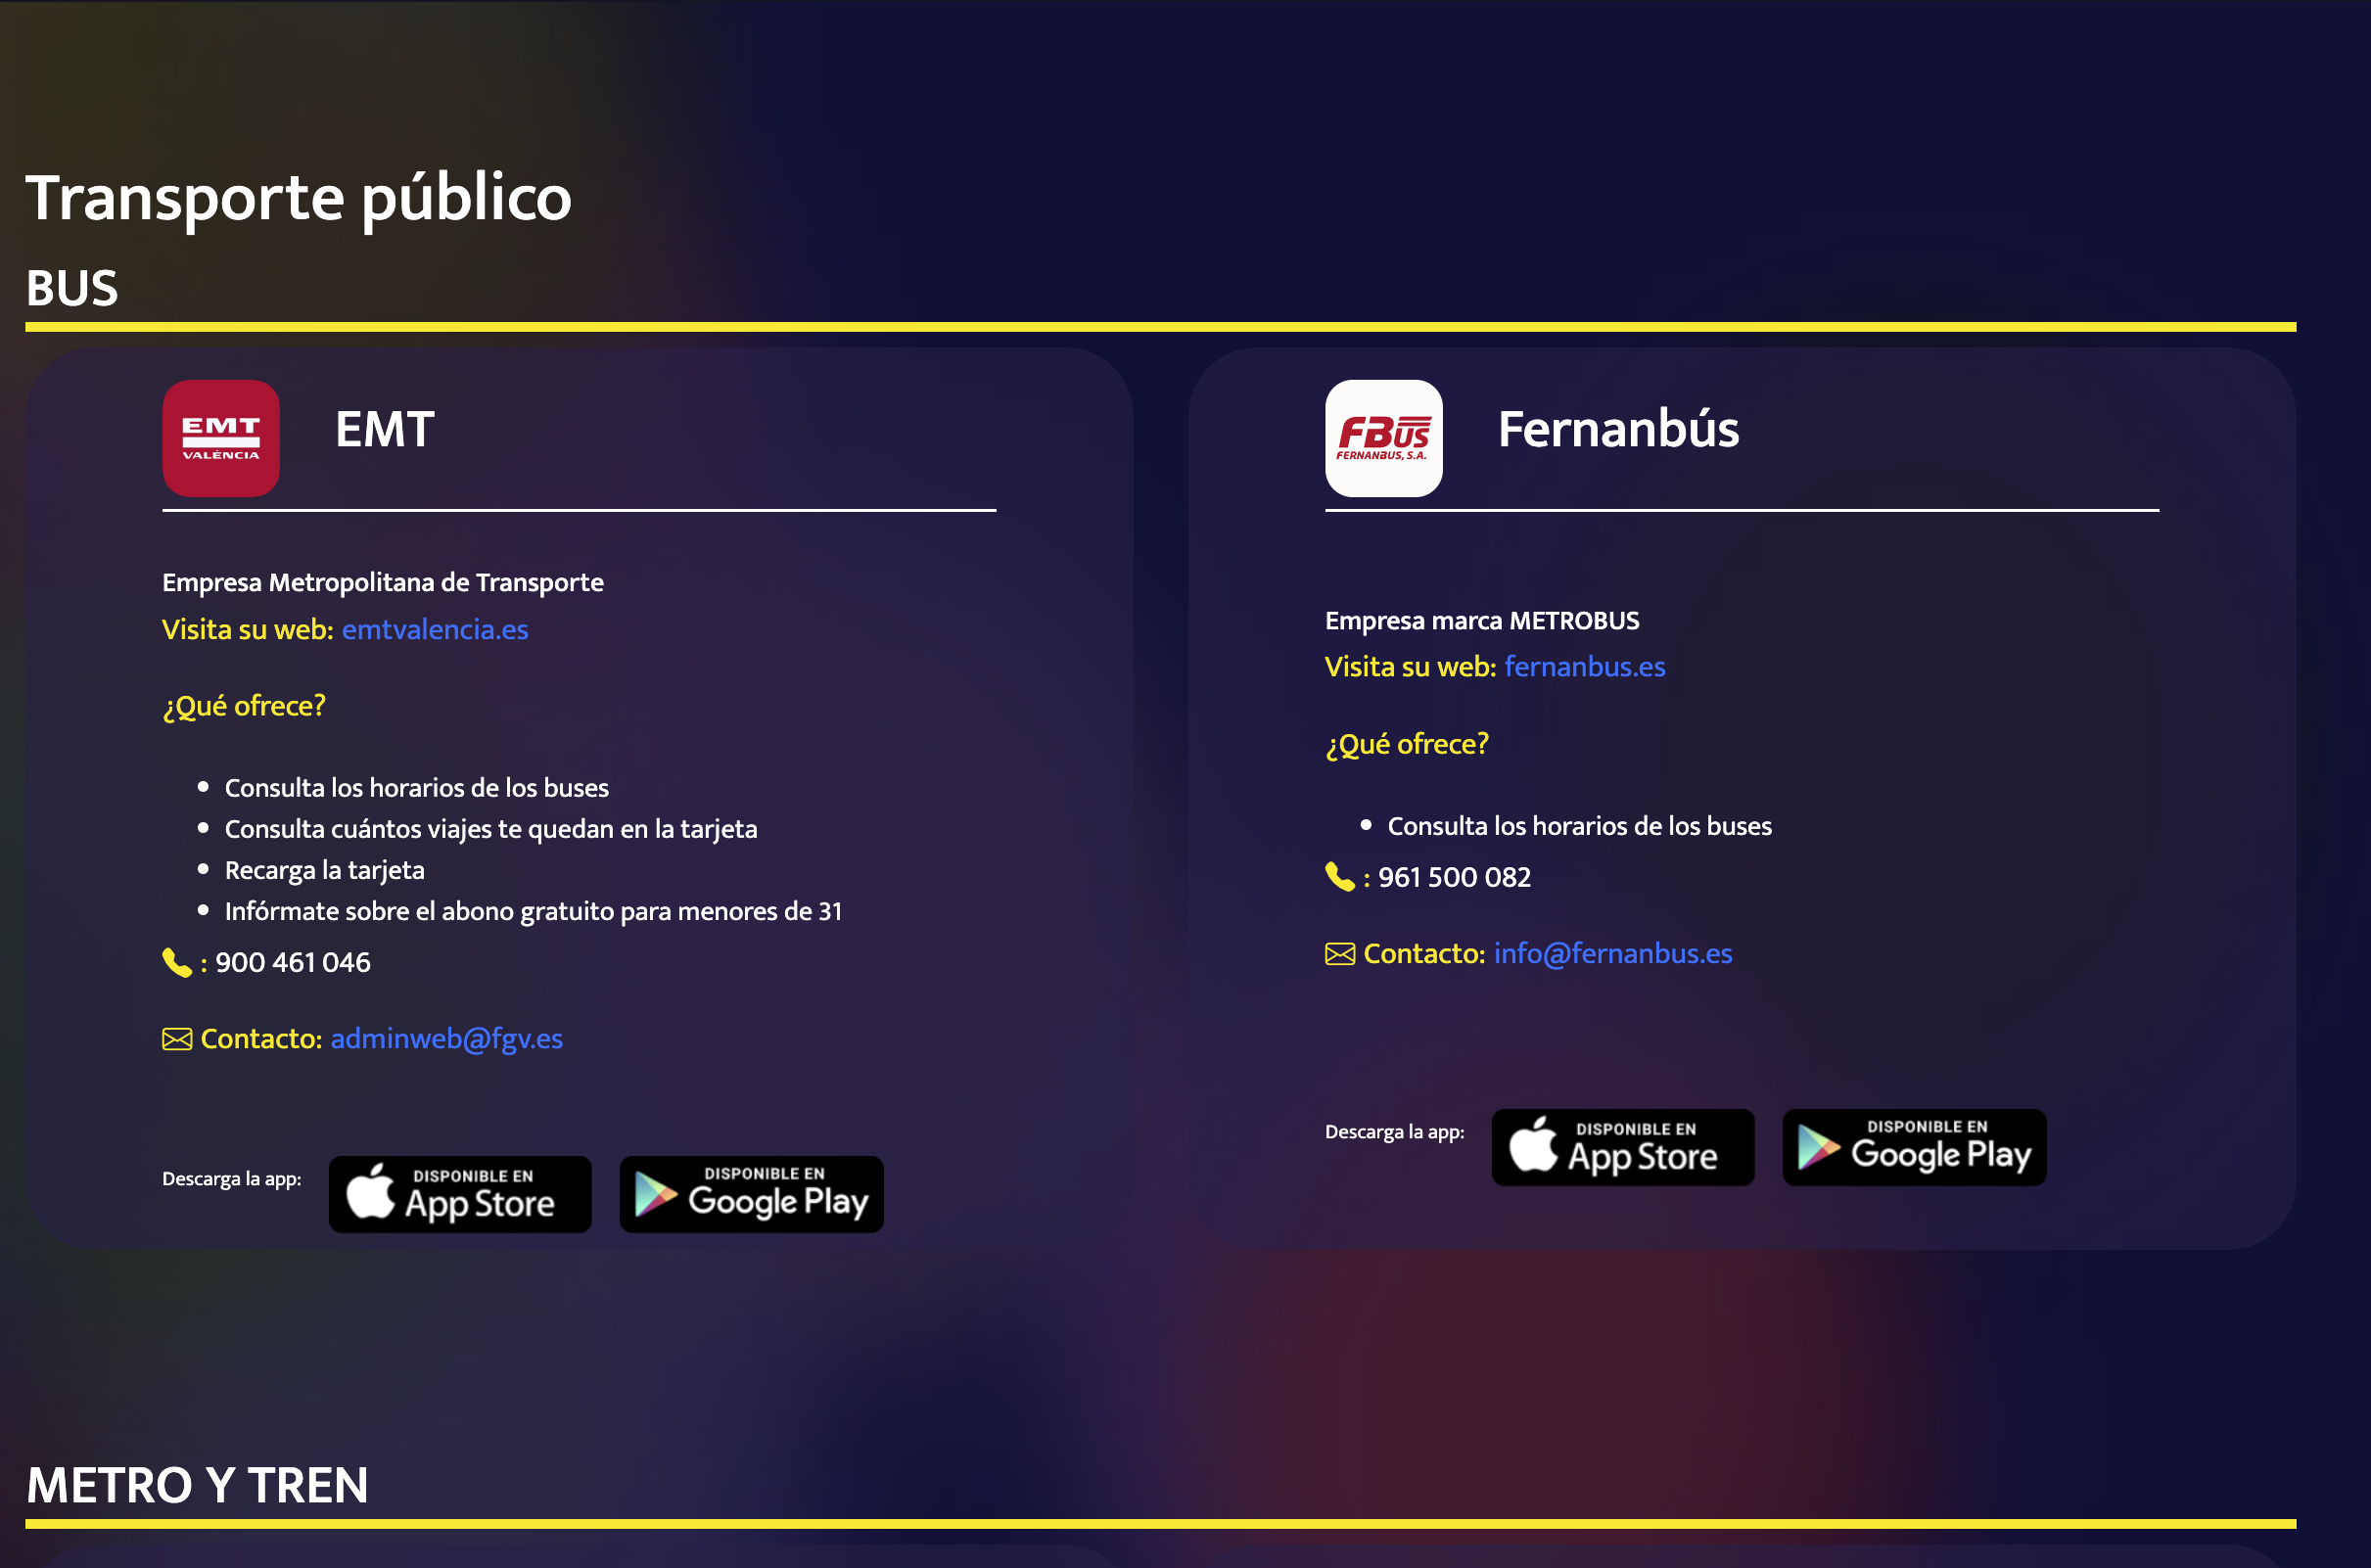 Transporte público
BUS
EMT
VALÈNCIA
EMT
Empresa Metropolitana de Transporte
Visita su web: emtvalencia.es
¿Qué ofrece?
• Consulta los horarios de los buses
• Consulta cuántos viajes te quedan en la tarjeta
• Recarga la tarjeta
• Infórmate sobre el abono gratuito para menores de 31
: 900 461 046
Contacto: adminweb@fgv.es
Descarga la app:
DISPONIBLE EN
App Store
DISPONIBLE EN
Google Play
FBUS
FERNANBUS, S.A.
Fernanbús
Empresa marca METROBUS
Visita su web: fernanbus.es
¿Qué ofrece?
• Consulta los horarios de los buses
: 961 500 082
Contacto: info@fernanbus.es
Descarga la app:
DISPONIBLE EN
App Store
DISPONIBLE EN
Google Play
METRO Y TREN